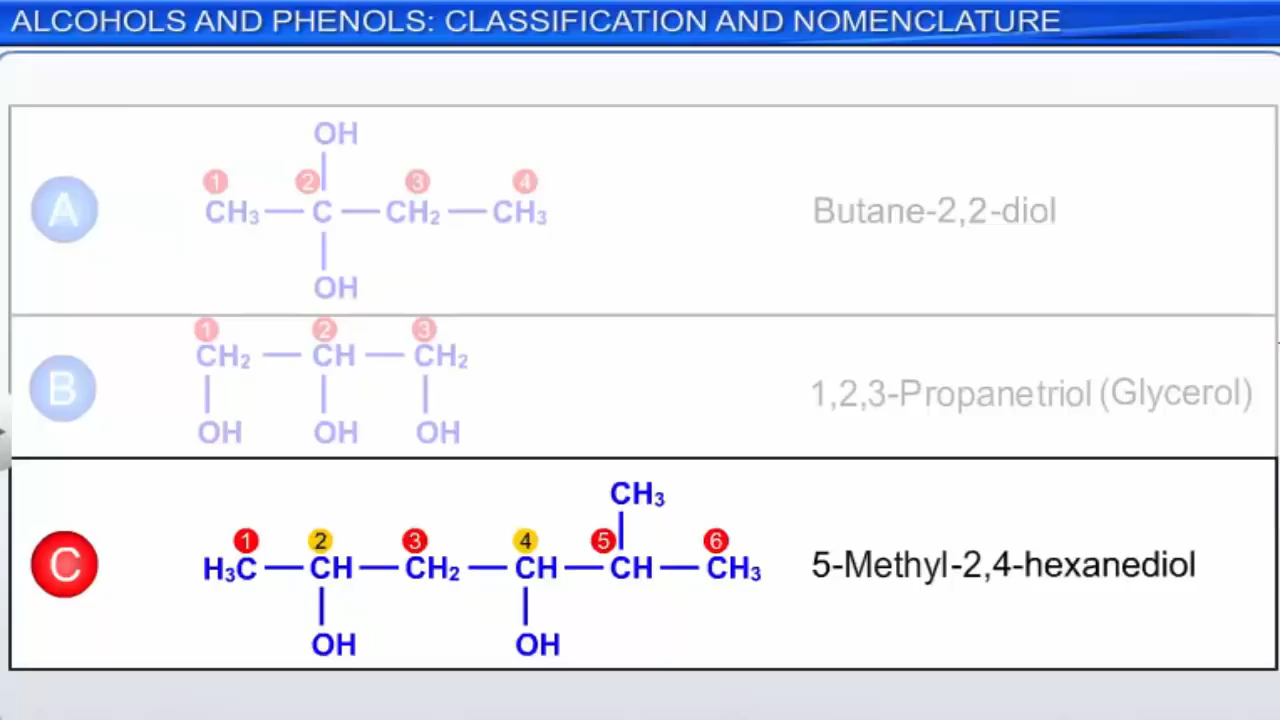 ALCOHOLS AND PHENOLS: CLASSIFICATION AND NOMENCLATURE
OH
1 2 3 4
A CH₃ — C — CH₂ — CH₃ Butane-2,2-diol
OH
1 2 3
CH₂ — CH — CH₂
B 1,2,3-Propanetriol (Glycerol)
OH OH OH
CH₃
1 2 3 4 5 6
C H₃C — CH — CH₂ — CH — CH — CH₃ 5-Methyl-2,4-hexanediol
OH OH